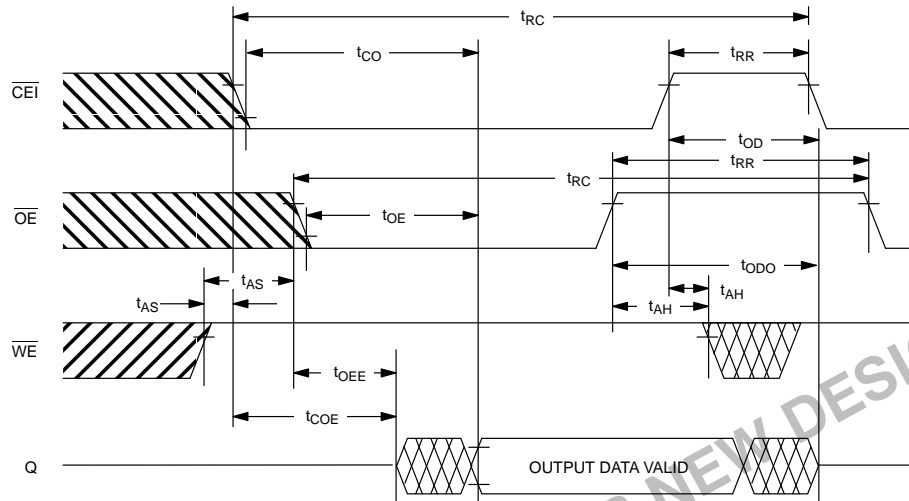 tRC
tCO
tRR
CEI
tOD
tRR
tRC
OE
tOE
tODO
tAS
tAH
tAS
tAH
WE
tOEE
tCOE
Q
OUTPUT DATA VALID
NEW DESIG